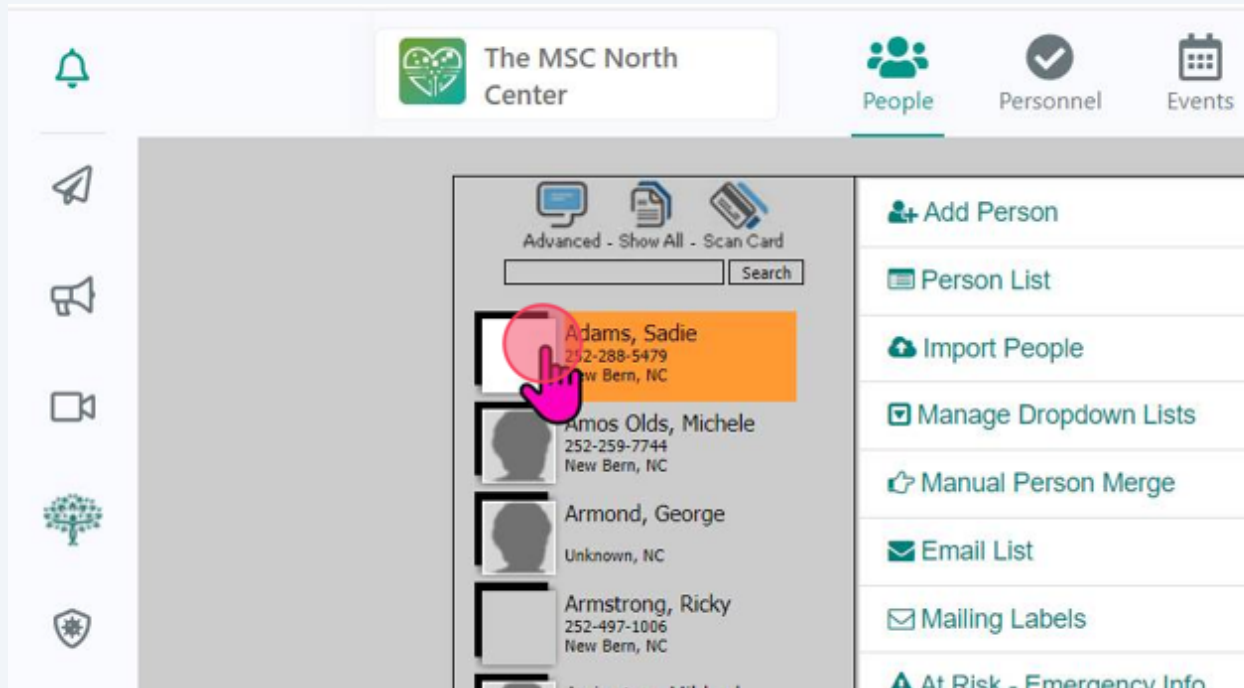 The MSC North
Center
People
Personnel
Events
Advanced - Show All - Scan Card
Search
Adams, Sadie
252-288-5479
New Bern, NC
Amos Olds, Michele
252-259-7744
New Bern, NC
Armond, George
Unknown, NC
Armstrong, Ricky
252-497-1006
New Bern, NC
Add Person
Person List
Import People
Manage Dropdown Lists
Manual Person Merge
Email List
Mailing Labels
At Risk - Emergency Info